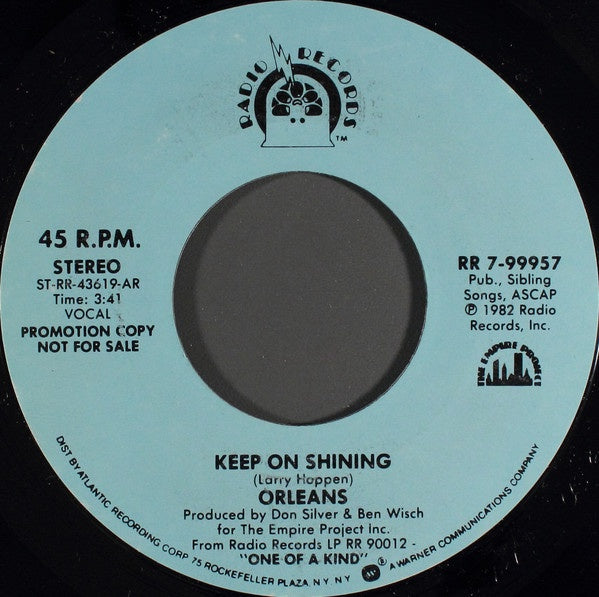 RADIO RECORDS
TM
45 R.P.M.
STEREO
ST-RR-43619-AR
Time: 3:41
VOCAL
PROMOTION COPY
NOT FOR SALE
RR 7-99957
Pub., Sibling
Songs, ASCAP
℗ 1982 Radio
Records, Inc.
THE EMPIRE PROJECT
KEEP ON SHINING
(Larry Hoppen)
ORLEANS
Produced by Don Silver & Ben Wisch
for The Empire Project Inc.
From Radio Records LP RR 90012 -
"ONE OF A KIND"
DIST BY ATLANTIC RECORDING CORP 75 ROCKEFELLER PLAZA, N.Y. N.Y. W ® A WARNER COMMUNICATIONS COMPANY